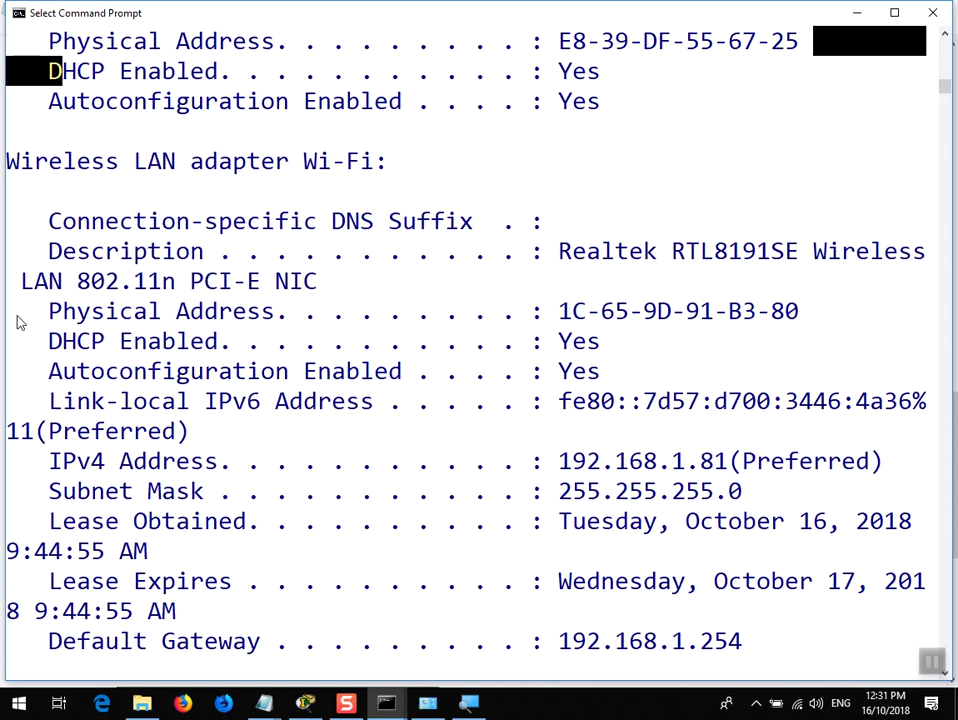 Select Command Prompt
Physical Address. . . . . . . . . : E8-39-DF-55-67-25
DHCP Enabled. . . . . . . . . . . : Yes
Autoconfiguration Enabled . . . . : Yes
Wireless LAN adapter Wi-Fi:
Connection-specific DNS Suffix  . :
Description . . . . . . . . . . . : Realtek RTL8191SE Wireless
LAN 802.11n PCI-E NIC
Physical Address. . . . . . . . . : 1C-65-9D-91-B3-80
DHCP Enabled. . . . . . . . . . . : Yes
Autoconfiguration Enabled . . . . : Yes
Link-local IPv6 Address . . . . . : fe80::7d57:d700:3446:4a36%
11(Preferred)
IPv4 Address. . . . . . . . . . . : 192.168.1.81(Preferred)
Subnet Mask . . . . . . . . . . . : 255.255.255.0
Lease Obtained. . . . . . . . . . : Tuesday, October 16, 2018
9:44:55 AM
Lease Expires . . . . . . . . . . : Wednesday, October 17, 201
8 9:44:55 AM
Default Gateway . . . . . . . . . : 192.168.1.254
ENG
12:31 PM
16/10/2018